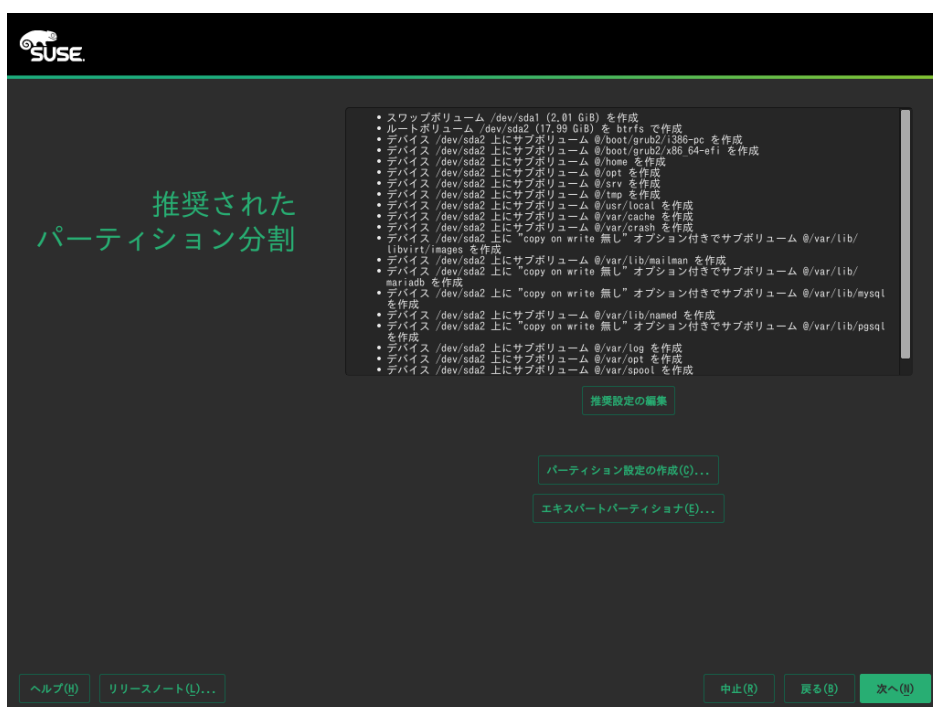 SUSE.
推奨された
パーティション分割
• スワップボリューム /dev/sda1 (2.01 GiB) を作成
• ルートボリューム /dev/sda2 (17.99 GiB) を btrfs で作成
• デバイス /dev/sda2 上にサブボリューム @/boot/grub2/i386-pc を作成
• デバイス /dev/sda2 上にサブボリューム @/boot/grub2/x86_64-efi を作成
• デバイス /dev/sda2 上にサブボリューム @/home を作成
• デバイス /dev/sda2 上にサブボリューム @/opt を作成
• デバイス /dev/sda2 上にサブボリューム @/srv を作成
• デバイス /dev/sda2 上にサブボリューム @/tmp を作成
• デバイス /dev/sda2 上にサブボリューム @/usr/local を作成
• デバイス /dev/sda2 上にサブボリューム @/var/cache を作成
• デバイス /dev/sda2 上にサブボリューム @/var/crash を作成
• デバイス /dev/sda2 上に "copy on write 無し" オプション付きでサブボリューム @/var/lib/
libvirt/images を作成
• デバイス /dev/sda2 上にサブボリューム @/var/lib/mailman を作成
• デバイス /dev/sda2 上に "copy on write 無し" オプション付きでサブボリューム @/var/lib/
mariadb を作成
• デバイス /dev/sda2 上に "copy on write 無し" オプション付きでサブボリューム @/var/lib/mysql
を作成
• デバイス /dev/sda2 上にサブボリューム @/var/lib/named を作成
• デバイス /dev/sda2 上に "copy on write 無し" オプション付きでサブボリューム @/var/lib/pgsql
を作成
• デバイス /dev/sda2 上にサブボリューム @/var/log を作成
• デバイス /dev/sda2 上にサブボリューム @/var/opt を作成
• デバイス /dev/sda2 上にサブボリューム @/var/spool を作成
推奨設定の編集
パーティション設定の作成(C)...
エキスパートパーティショナ(E)...
ヘルプ(H) リリースノート(L)... 中止(R) 戻る(B) 次へ(N)